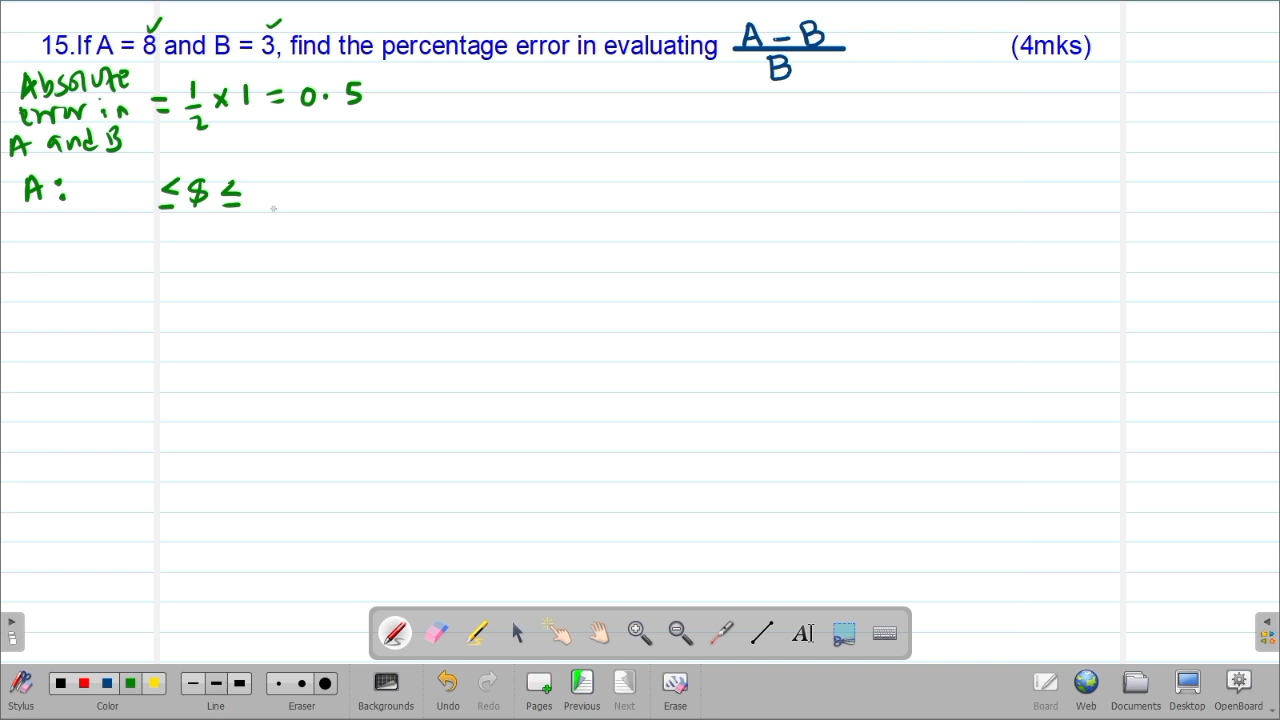 15.If A = 8 and B = 3, find the percentage error in evaluating A - B / B (4mks)
Absolute error in A and B = 1/2 × 1 = 0.5
A: ≤ 8 ≤
Stylus Color Line Eraser Backgrounds Undo Redo Pages Previous Next Erase Board Web Documents Desktop OpenBoard